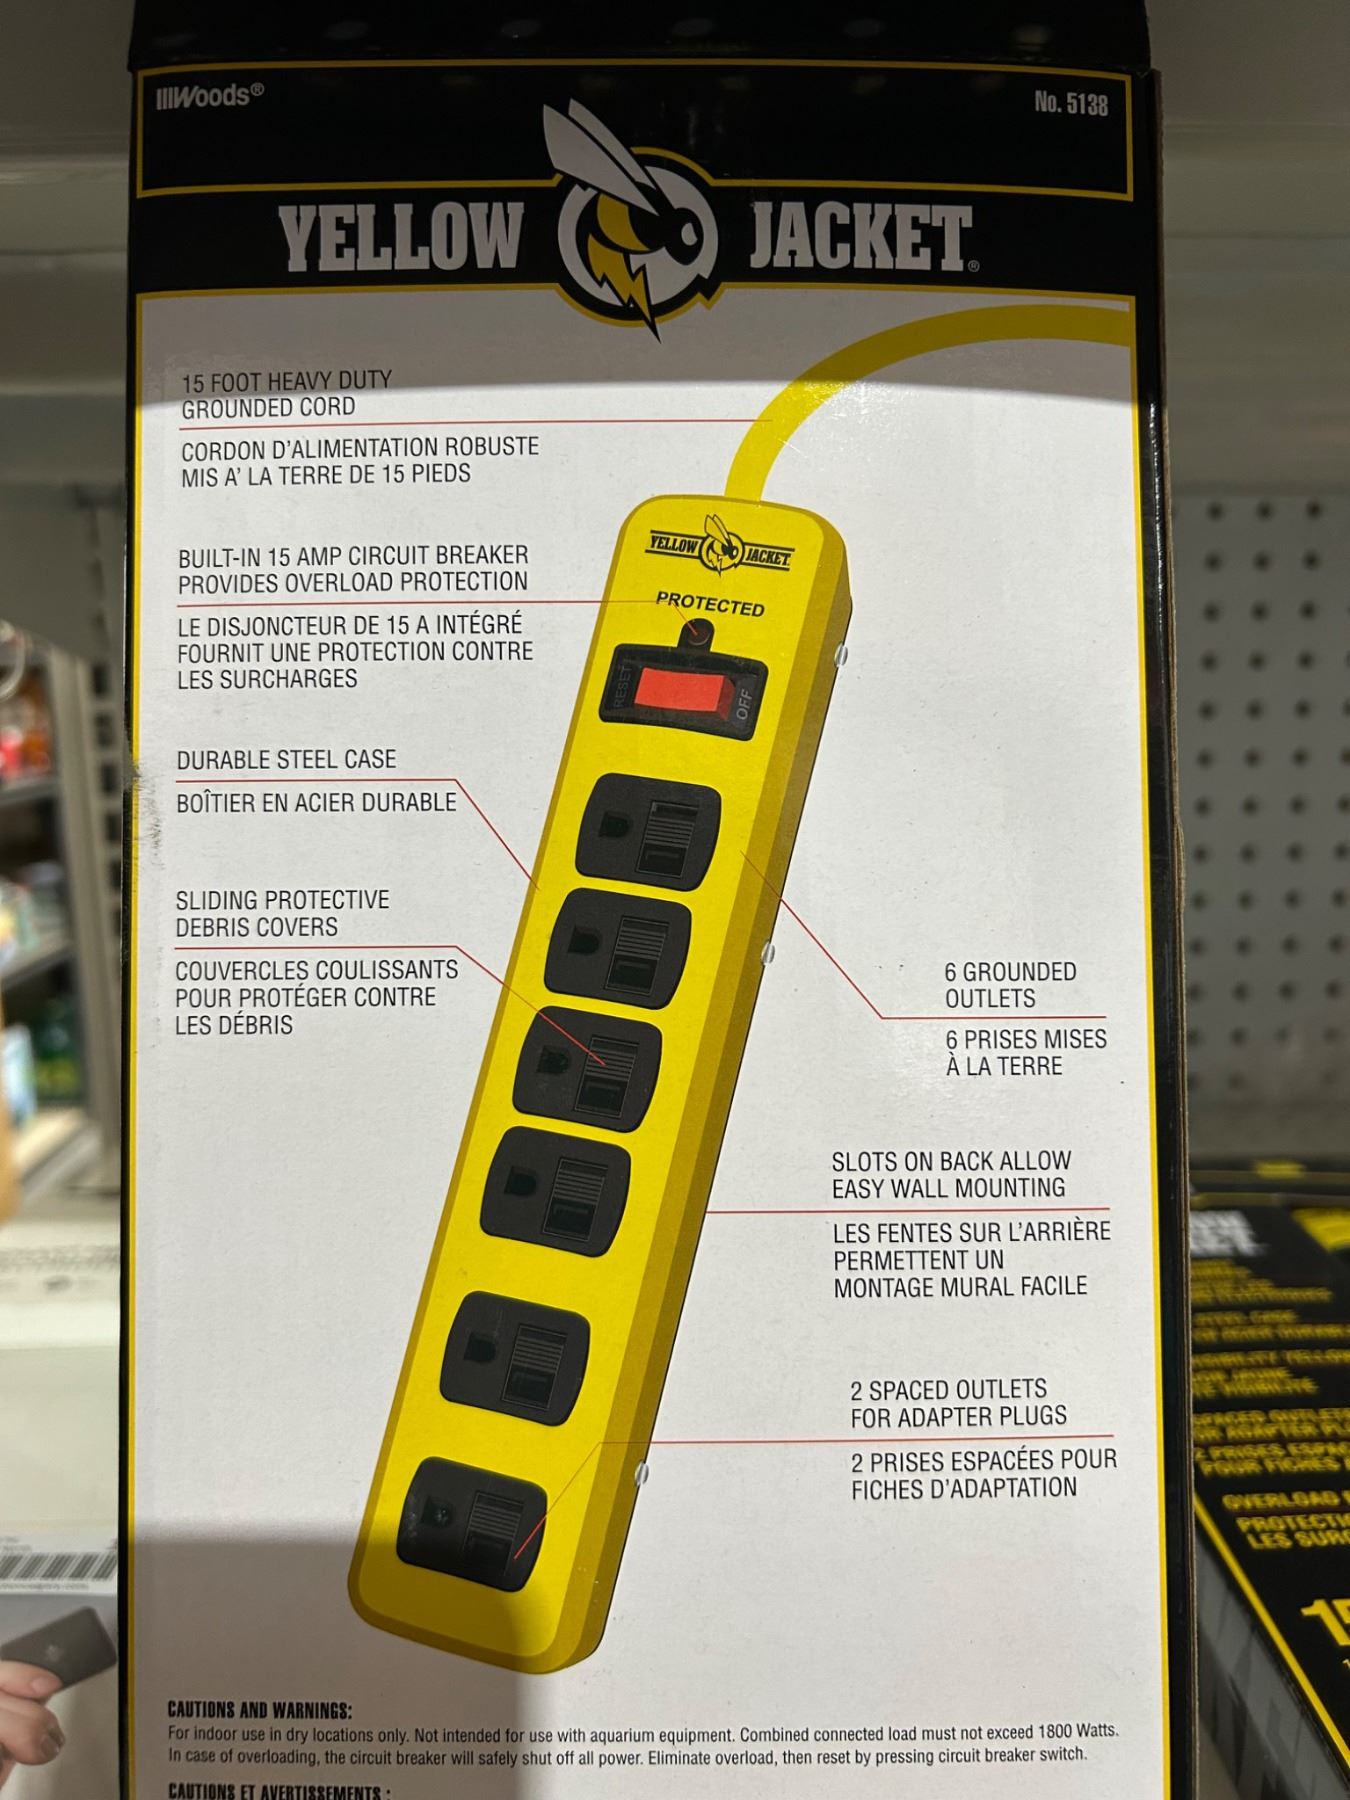 Woods®
No. 5138
YELLOW JACKET®
15 FOOT HEAVY DUTY
GROUNDED CORD
CORDON D'ALIMENTATION ROBUSTE
MIS A' LA TERRE DE 15 PIEDS
BUILT-IN 15 AMP CIRCUIT BREAKER
PROVIDES OVERLOAD PROTECTION
LE DISJONCTEUR DE 15 A INTÉGRÉ
FOURNIT UNE PROTECTION CONTRE
LES SURCHARGES
DURABLE STEEL CASE
BOÎTIER EN ACIER DURABLE
SLIDING PROTECTIVE
DEBRIS COVERS
COUVERCLES COULISSANTS
POUR PROTÉGER CONTRE
LES DÉBRIS
YELLOW JACKET
PROTECTED
RESET
OFF
6 GROUNDED
OUTLETS
6 PRISES MISES
À LA TERRE
SLOTS ON BACK ALLOW
EASY WALL MOUNTING
LES FENTES SUR L'ARRIÈRE
PERMETTENT UN
MONTAGE MURAL FACILE
2 SPACED OUTLETS
FOR ADAPTER PLUGS
2 PRISES ESPACÉES POUR
FICHES D'ADAPTATION
CAUTIONS AND WARNINGS:
For indoor use in dry locations only. Not intended for use with aquarium equipment. Combined connected load must not exceed 1800 Watts.
In case of overloading, the circuit breaker will safely shut off all power. Eliminate overload, then reset by pressing circuit breaker switch.
CAUTIONS ET AVERTISSEMENTS :